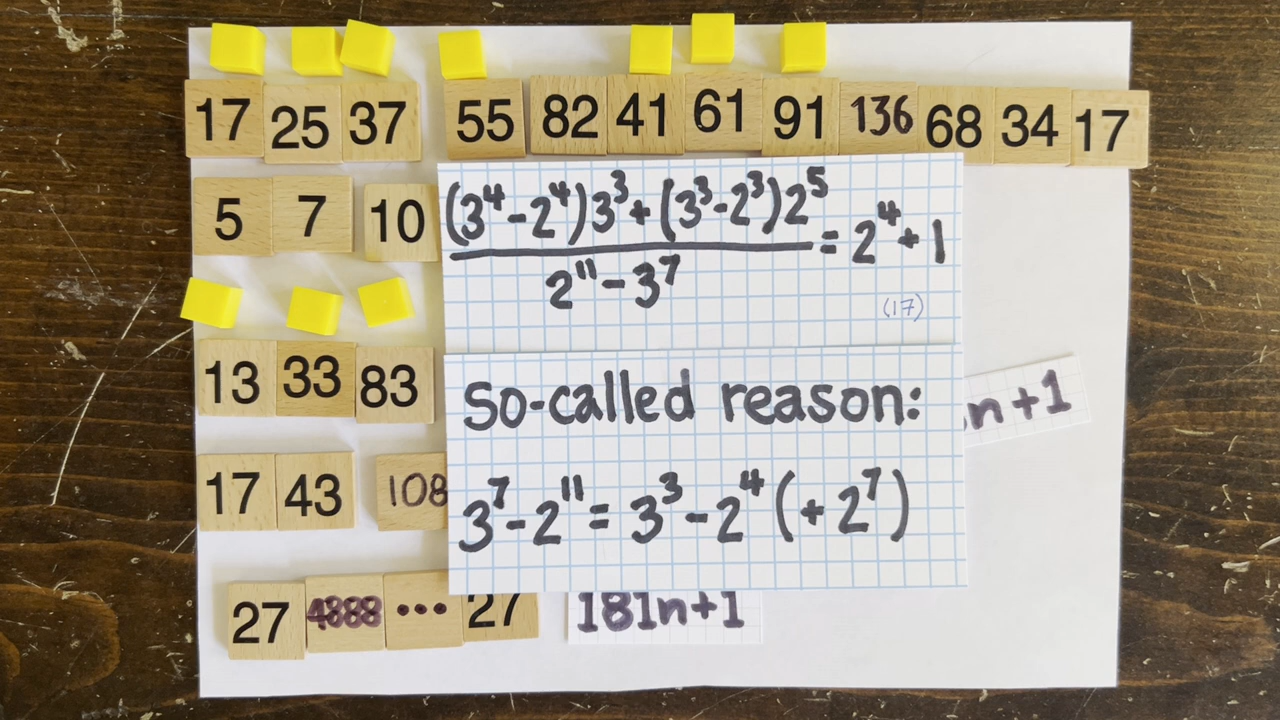 17 25 37 55 82 41 61 91 136 68 34 17
5 7 10
(3⁴-2⁴)3³+(3³-2³)2⁵
2¹¹-3⁷
=2⁴+1
(17)
13 33 83
So-called reason:
n+1
17 43 108
3⁷-2¹¹=3³-2⁴(+2⁷)
27 4888 ••• 27
181n+1